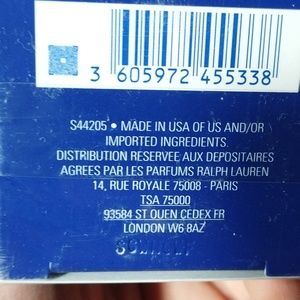 3 605972 455338
S44205 • MADE IN USA OF US AND/OR
IMPORTED INGREDIENTS.
DISTRIBUTION RESERVEE AUX DEPOSITAIRES
AGREES PAR LES PARFUMS RALPH LAUREN
14, RUE ROYALE 75008 - PARIS
TSA 75000
93584 ST OUEN CEDEX FR
LONDON W6 8AZ